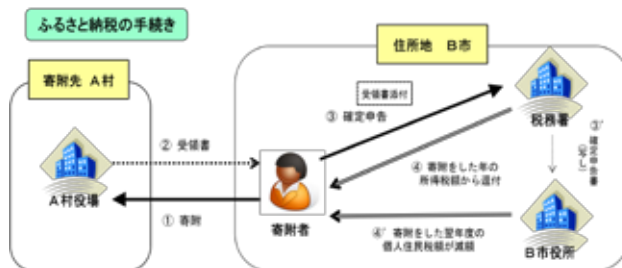 ふるさと納税の手続き
住所地 B市
寄附先 A村
受領書添付
③ 確定申告
税務署
③’ 確定申告書(写し)
② 受領書
④ 寄附をした年の
所得税額から還付
A村役場
① 寄附
寄附者
④’ 寄附をした翌年度の
個人住民税額が減額
B市役所